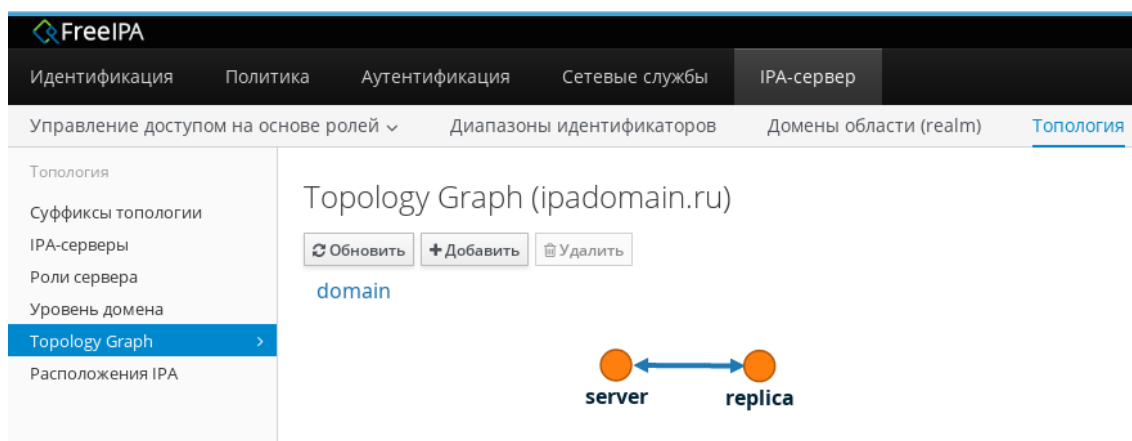 FreeIPA
Идентификация Политика Аутентификация Сетевые службы IPA-сервер
Управление доступом на основе ролей Диапазоны идентификаторов Домены области (realm) Топология
Топология
Суффиксы топологии
IPA-серверы
Роли сервера
Уровень домена
Topology Graph
Расположения IPA
Topology Graph (ipadomain.ru)
Обновить Добавить Удалить
domain
server replica